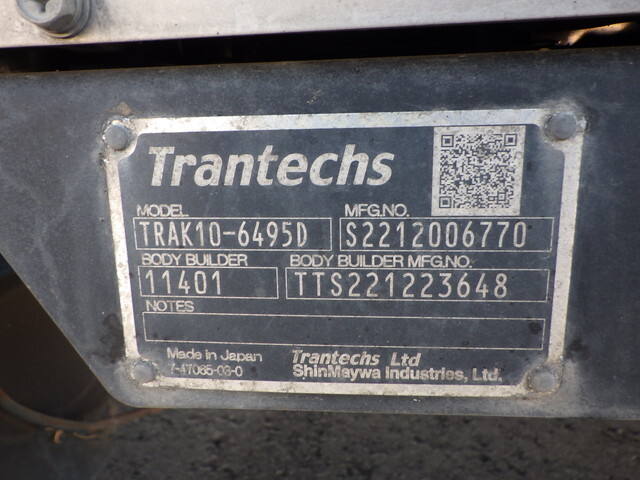 Trantechs
MODEL MFG.NO.
TRAK10-6495D S2212006770
BODY BUILDER BODY BUILDER MFG.NO.
11401 TTS221223648
NOTES
Made in Japan Trantechs Ltd
7-47085-03-0 ShinMaywa Industries, Ltd.